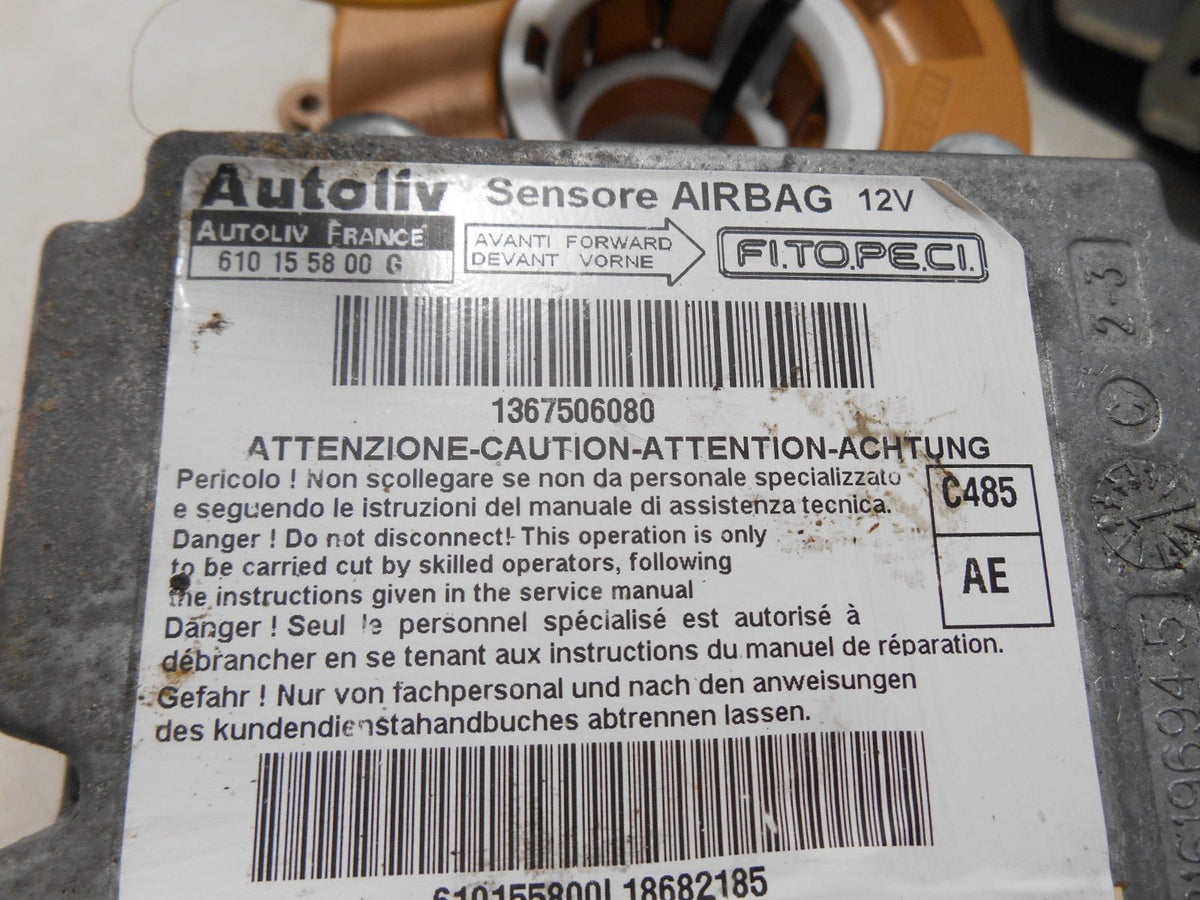 Autoliv Sensore AIRBAG 12V
AUTOLIV FRANCE
610 15 58 00 G
AVANTI FORWARD
DEVANT VORNE
FI.TO.PE.CI.
1367506080
ATTENZIONE-CAUTION-ATTENTION-ACHTUNG
Pericolo ! Non scollegare se non da personale specializzato
e seguendo le istruzioni del manuale di assistenza tecnica.
C485
AE
Danger ! Do not disconnect! This operation is only
to be carried cut by skilled operators, following
the instructions given in the service manual
Danger ! Seul le personnel spécialisé est autorisé à
débrancher en se tenant aux instructions du manuel de réparation.
Gefahr ! Nur von fachpersonal und nach den anweisungen
des kundendienstahandbuches abtrennen lassen.
610155800L18682185
2-3